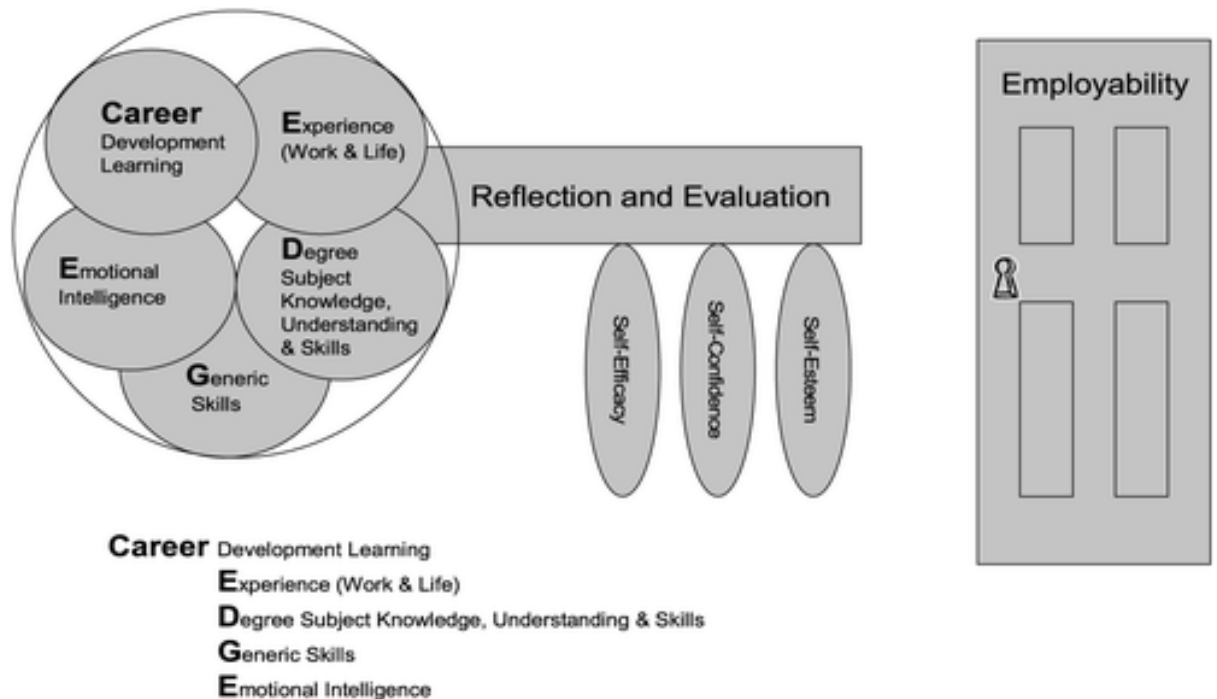 Career
Development
Learning
Experience
(Work & Life)
Emotional
Intelligence
Degree
Subject
Knowledge,
Understanding
& Skills
Generic
Skills
Reflection and Evaluation
Self-Efficacy
Self-Confidence
Self-Esteem
Employability
Career Development Learning
Experience (Work & Life)
Degree Subject Knowledge, Understanding & Skills
Generic Skills
Emotional Intelligence